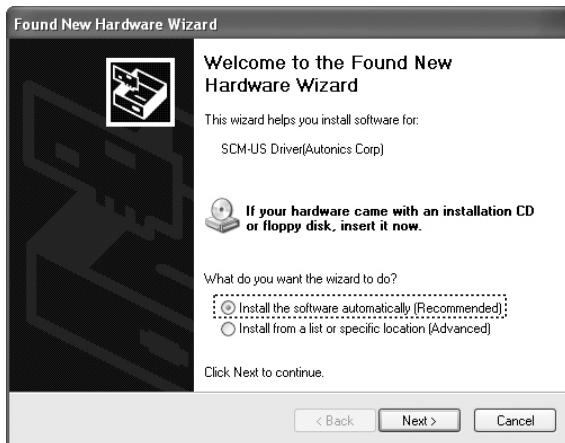 Found New Hardware Wizard
Welcome to the Found New
Hardware Wizard
This wizard helps you install software for:
SCM-US Driver(Autonics Corp)
If your hardware came with an installation CD
or floppy disk, insert it now.
What do you want the wizard to do?
Install the software automatically (Recommended)
Install from a list or specific location (Advanced)
Click Next to continue.
< Back
Next >
Cancel